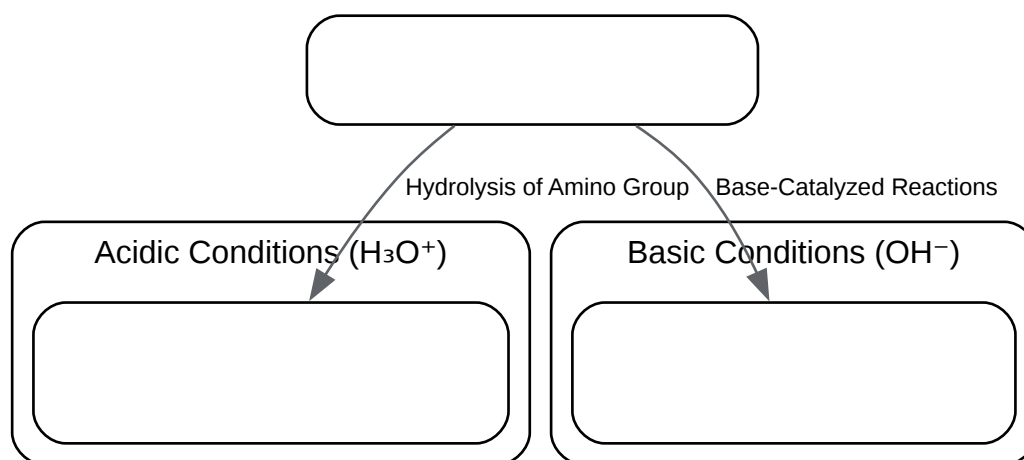 Hydrolysis of Amino Group
Base-Catalyzed Reactions
Acidic Conditions (H₃O⁺)
Basic Conditions (OH⁻)